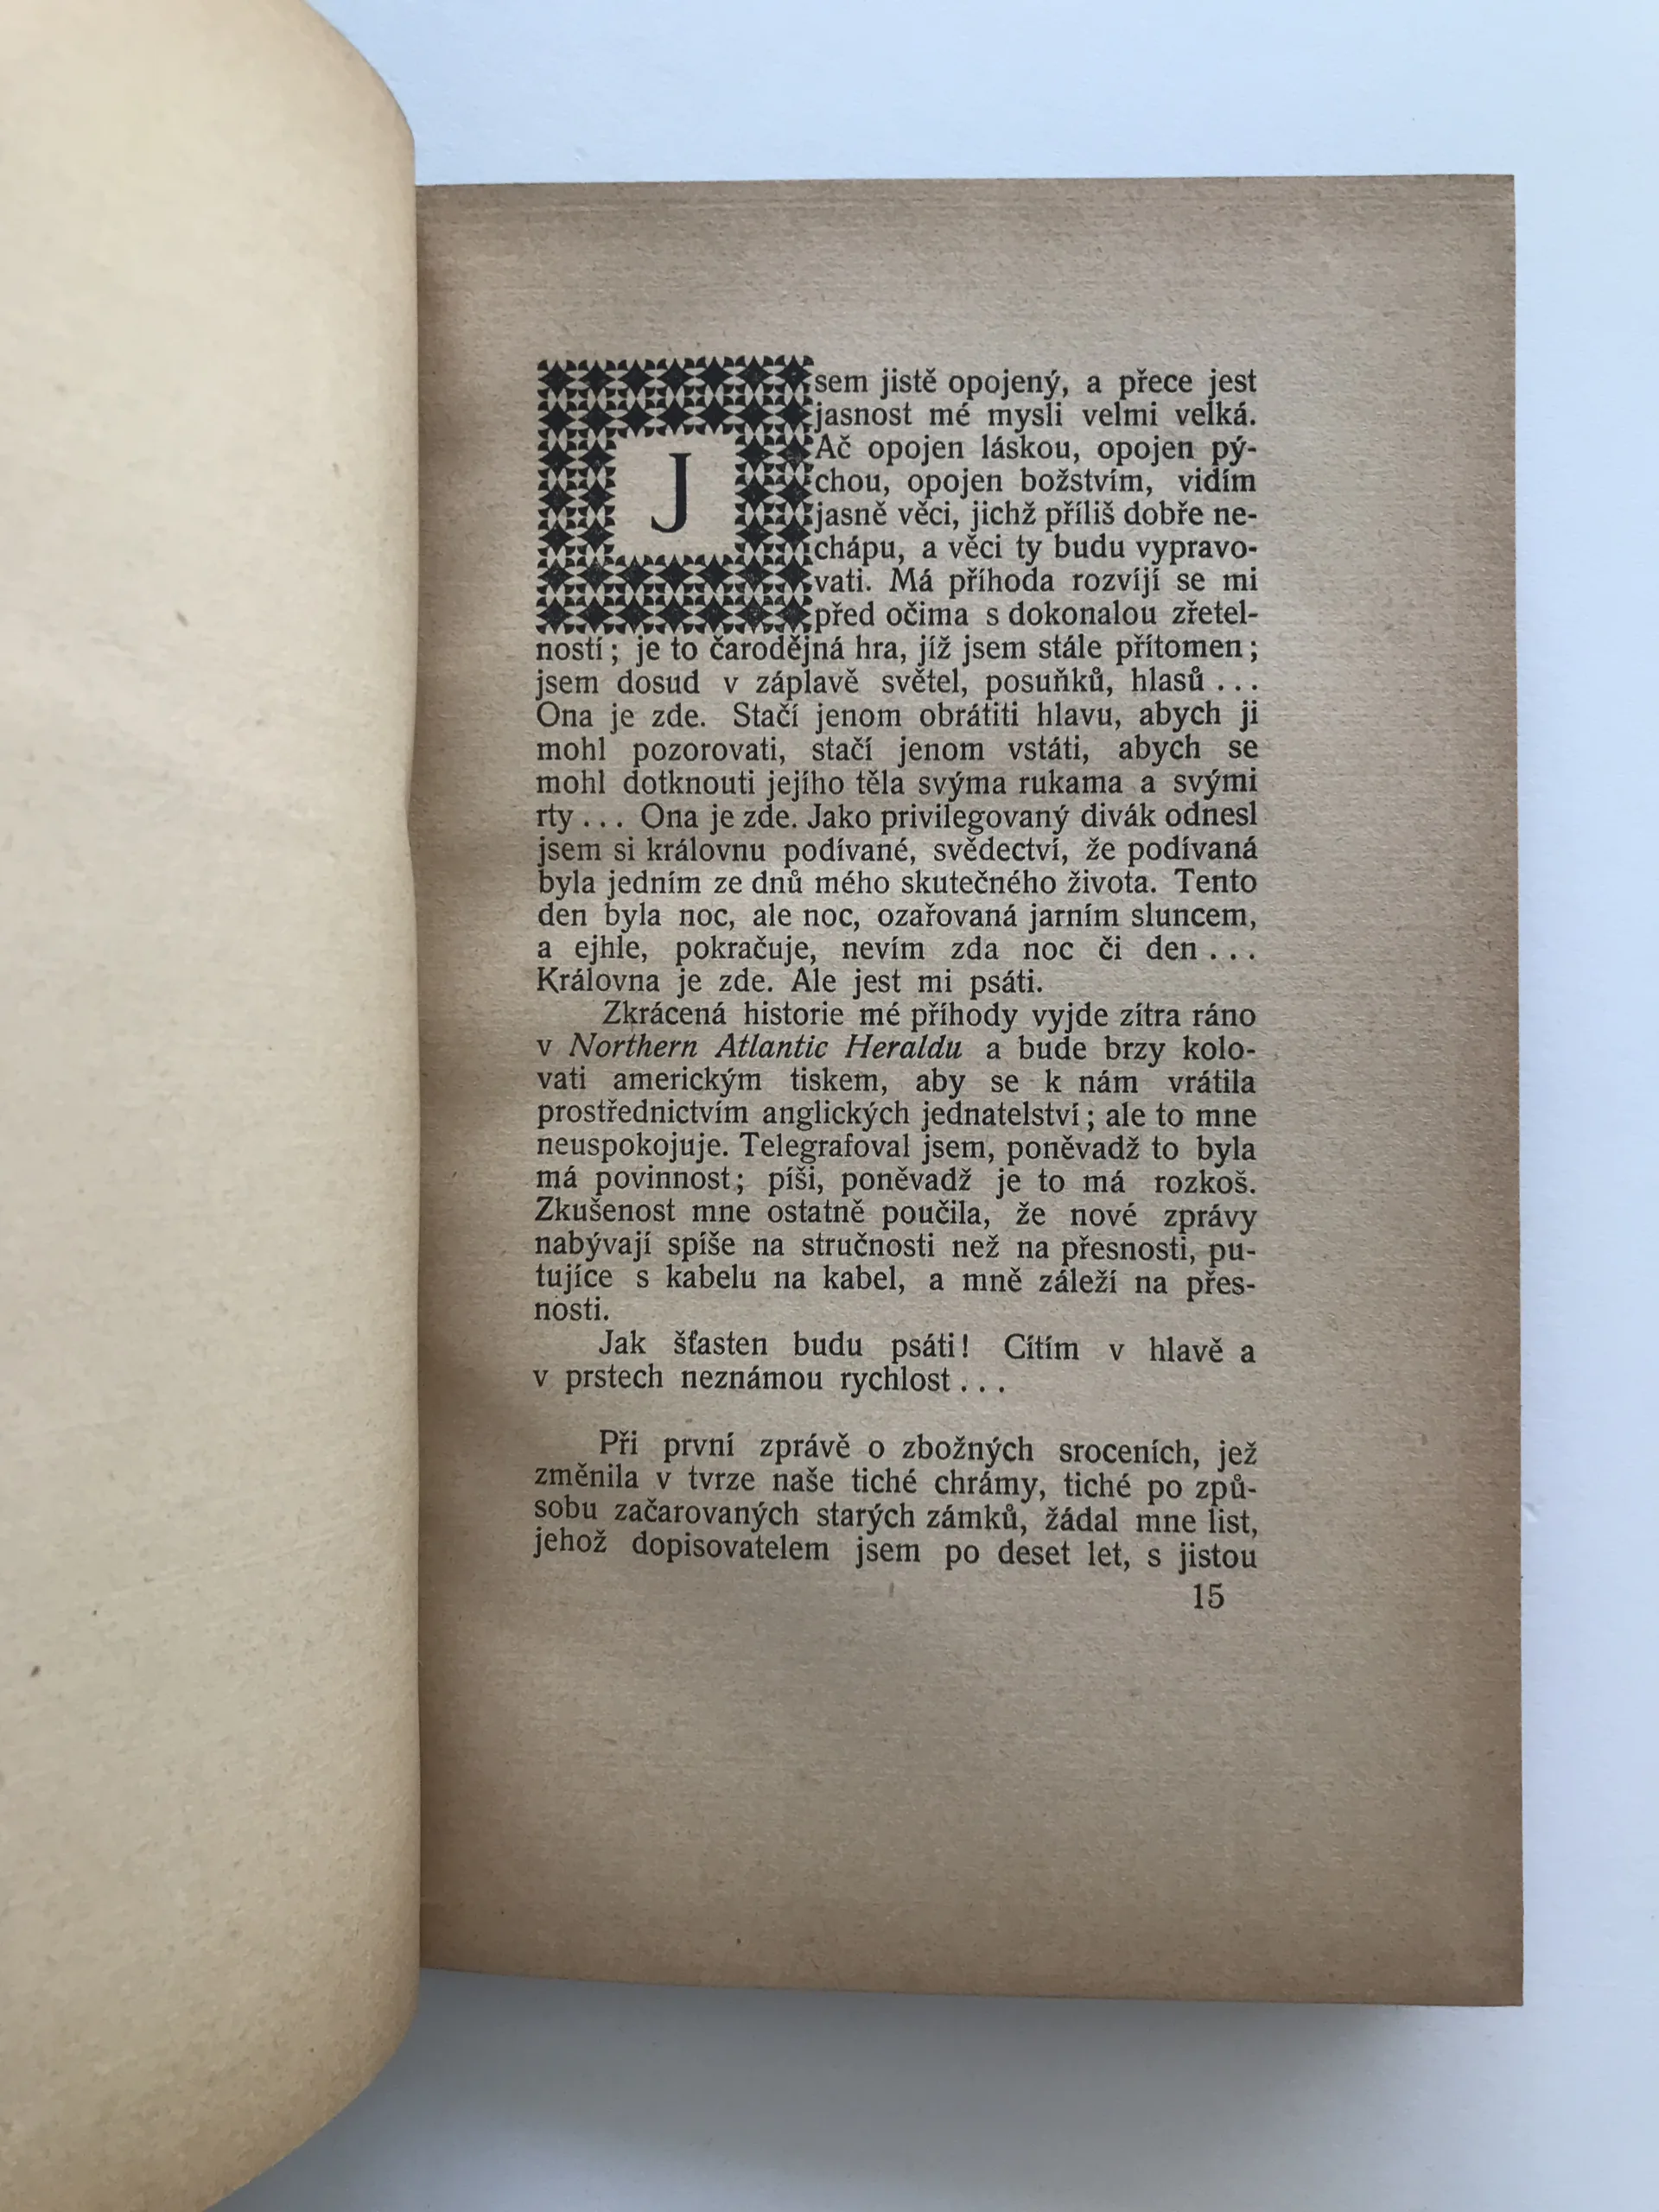 Jsem jistě opojený, a přece jest
jasnost mé mysli velmi velká.
Ač opojen láskou, opojen pý-
chou, opojen božstvím, vidím
jasně věci, jichž příliš dobře ne-
chápu, a věci ty budu vypravo-
vati. Má příhoda rozvíjí se mi
před očima s dokonalou zřetel-
ností; je to čarodějná hra, jíž jsem stále přítomen;
jsem dosud v záplavě světel, posuňků, hlasů ...
Ona je zde. Stačí jenom obrátiti hlavu, abych ji
mohl pozorovati, stačí jenom vstáti, abych se
mohl dotknouti jejího těla svýma rukama a svými
rty ... Ona je zde. Jako privilegovaný divák odnesl
jsem si královnu podívané, svědectví, že podívaná
byla jedním ze dnů mého skutečného života. Tento
den byla noc, ale noc, ozařovaná jarním sluncem,
a ejhle, pokračuje, nevím zda noc či den ...
Královna je zde. Ale jest mi psáti.
Zkrácená historie mé příhody vyjde zítra ráno
v Northern Atlantic Heraldu a bude brzy kolo-
vati americkým tiskem, aby se k nám vrátila
prostřednictvím anglických jednatelství; ale to mne
neuspokojuje. Telegrafoval jsem, poněvadž to byla
má povinnost; píši, poněvadž je to má rozkoš.
Zkušenost mne ostatně poučila, že nové zprávy
nabývají spíše na stručnosti než na přesnosti, pu-
tujíce s kabelu na kabel, a mně záleží na přes-
nosti.
Jak šťasten budu psáti! Cítím v hlavě a
v prstech neznámou rychlost ...
Při první zprávě o zbožných sroceních, jež
změnila v tvrze naše tiché chrámy, tiché po způ-
sobu začarovaných starých zámků, žádal mne list,
jehož dopisovatelem jsem po deset let, s jistou
15